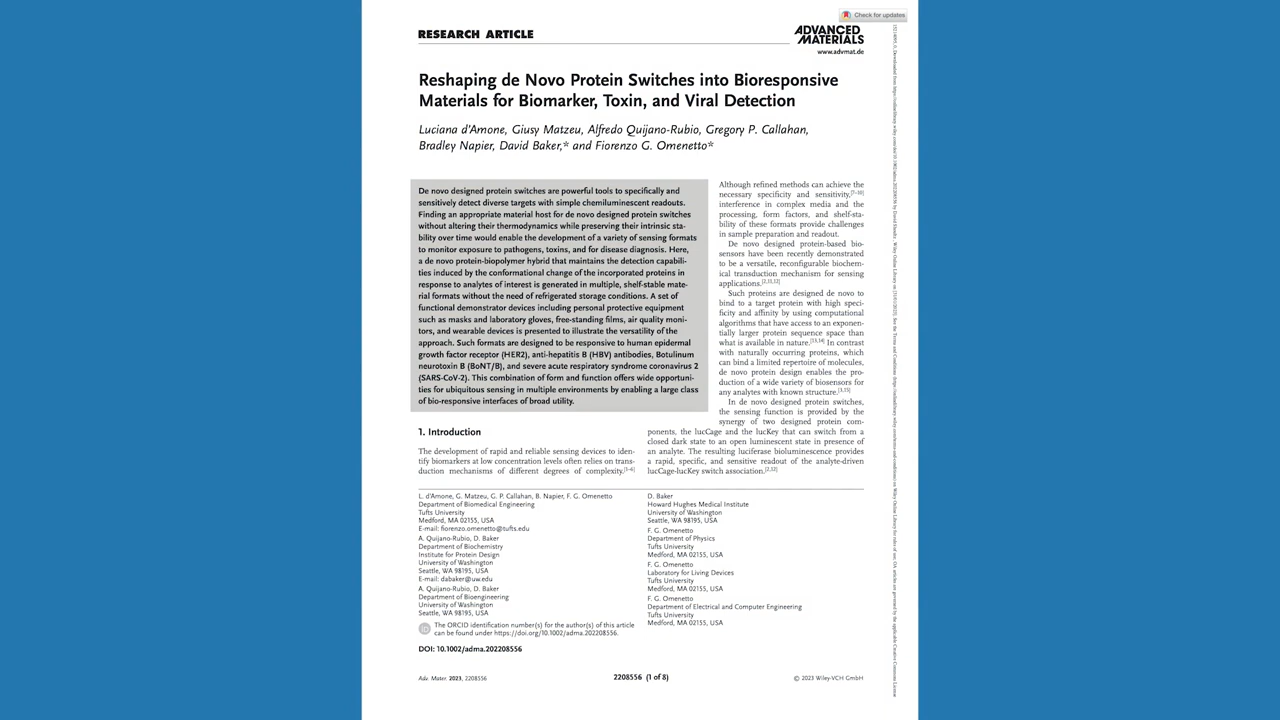 Check for updates
RESEARCH ARTICLE
ADVANCED
MATERIALS
www.advmat.de
Reshaping de Novo Protein Switches into Bioresponsive
Materials for Biomarker, Toxin, and Viral Detection
Luciana d'Amone, Giusy Matzeu, Alfredo Quijano-Rubio, Gregory P. Callahan,
Bradley Napier, David Baker,* and Fiorenzo G. Omenetto*
De novo designed protein switches are powerful tools to specifically and
sensitively detect diverse targets with simple chemiluminescent readouts.
Finding an appropriate material host for de novo designed protein switches
without altering their thermodynamics while preserving their intrinsic sta-
bility over time would enable the development of a variety of sensing formats
to monitor exposure to pathogens, toxins, and for disease diagnosis. Here,
a de novo protein-biopolymer hybrid that maintains the detection capabili-
ties induced by the conformational change of the incorporated proteins in
response to analytes of interest is generated in multiple, shelf-stable mate-
rial formats without the need of refrigerated storage conditions. A set of
functional demonstrator devices including personal protective equipment
such as masks and laboratory gloves, free-standing films, air quality moni-
tors, and wearable devices is presented to illustrate the versatility of the
approach. Such formats are designed to be responsive to human epidermal
growth factor receptor (HER2), anti-hepatitis B (HBV) antibodies, Botulinum
neurotoxin B (BoNT/B), and severe acute respiratory syndrome coronavirus 2
(SARS-CoV-2). This combination of form and function offers wide opportuni-
ties for ubiquitous sensing in multiple environments by enabling a large class
of bio-responsive interfaces of broad utility.
1. Introduction
The development of rapid and reliable sensing devices to iden-
tify biomarkers at low concentration levels often relies on trans-
duction mechanisms of different degrees of complexity.[1–6]
Although refined methods can achieve the
necessary specificity and sensitivity,[7–10]
interference in complex media and the
processing, form factors, and shelf-sta-
bility of these formats provide challenges
in sample preparation and readout.
De novo designed protein-based bio-
sensors have been recently demonstrated
to be a versatile, reconfigurable biochem-
ical transduction mechanism for sensing
applications.[2,11,12]
Such proteins are designed de novo to
bind to a target protein with high speci-
ficity and affinity by using computational
algorithms that have access to an exponen-
tially larger protein sequence space than
what is available in nature.[13,14] In contrast
with naturally occurring proteins, which
can bind a limited repertoire of molecules,
de novo protein design enables the pro-
duction of a wide variety of biosensors for
any analytes with known structure.[3,15]
In de novo designed protein switches,
the sensing function is provided by the
synergy of two designed protein com-
ponents, the lucCage and the lucKey that can switch from a
closed dark state to an open luminescent state in presence of
an analyte. The resulting luciferase bioluminescence provides
a rapid, specific, and sensitive readout of the analyte-driven
lucCage-lucKey switch association.[2,12]
L. d'Amone, G. Matzeu, G. P. Callahan, B. Napier, F. G. Omenetto
Department of Biomedical Engineering
Tufts University
Medford, MA 02155, USA
E-mail: fiorenzo.omenetto@tufts.edu
A. Quijano-Rubio, D. Baker
Department of Biochemistry
Institute for Protein Design
University of Washington
Seattle, WA 98195, USA
E-mail: dabaker@uw.edu
A. Quijano-Rubio, D. Baker
Department of Bioengineering
University of Washington
Seattle, WA 98195, USA
iD The ORCID identification number(s) for the author(s) of this article
can be found under https://doi.org/10.1002/adma.202208556.
DOI: 10.1002/adma.202208556
D. Baker
Howard Hughes Medical Institute
University of Washington
Seattle, WA 98195, USA
F. G. Omenetto
Department of Physics
Tufts University
Medford, MA 02155, USA
F. G. Omenetto
Laboratory for Living Devices
Tufts University
Medford, MA 02155, USA
F. G. Omenetto
Department of Electrical and Computer Engineering
Tufts University
Medford, MA 02155, USA
Adv. Mater. 2023, 2208556
2208556 (1 of 8)
© 2023 Wiley-VCH GmbH